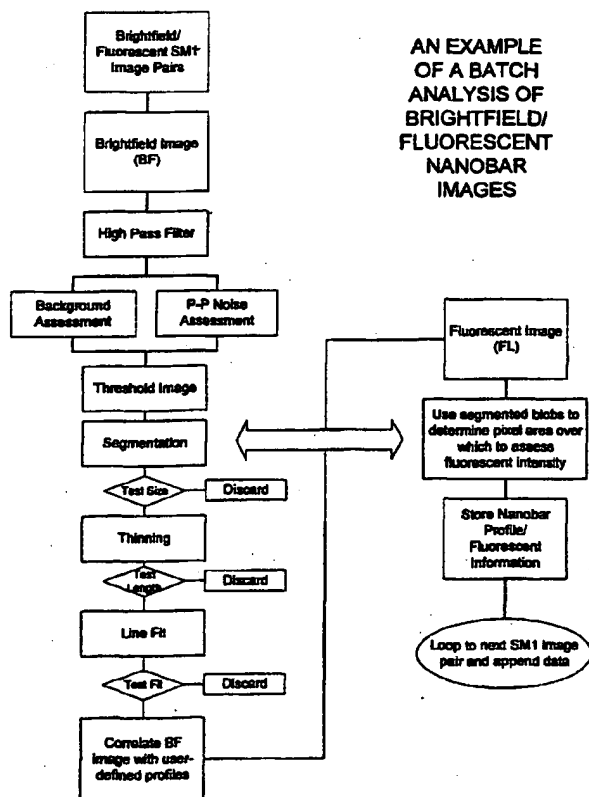 Brightfield/
Fluorescent SM1
Image Pairs
AN EXAMPLE
OF A BATCH
ANALYSIS OF
BRIGHTFIELD/
FLUORESCENT
NANOBAR
IMAGES
Brightfield Image
(BF)
High Pass Filter
Background
Assessment
P-P Noise
Assessment
Threshold Image
Segmentation
Test Size
Discard
Thinning
Test
Length
Discard
Line Fit
Test Fit
Discard
Correlate BF
image with user-
defined profiles
Fluorescent Image
(FL)
Use segmented blobs to
determine pixel area over
which to assess
fluorescent intensity
Store Nanobar
Profile/
Fluorescent
Information
Loop to next SM1 image
pair and append data